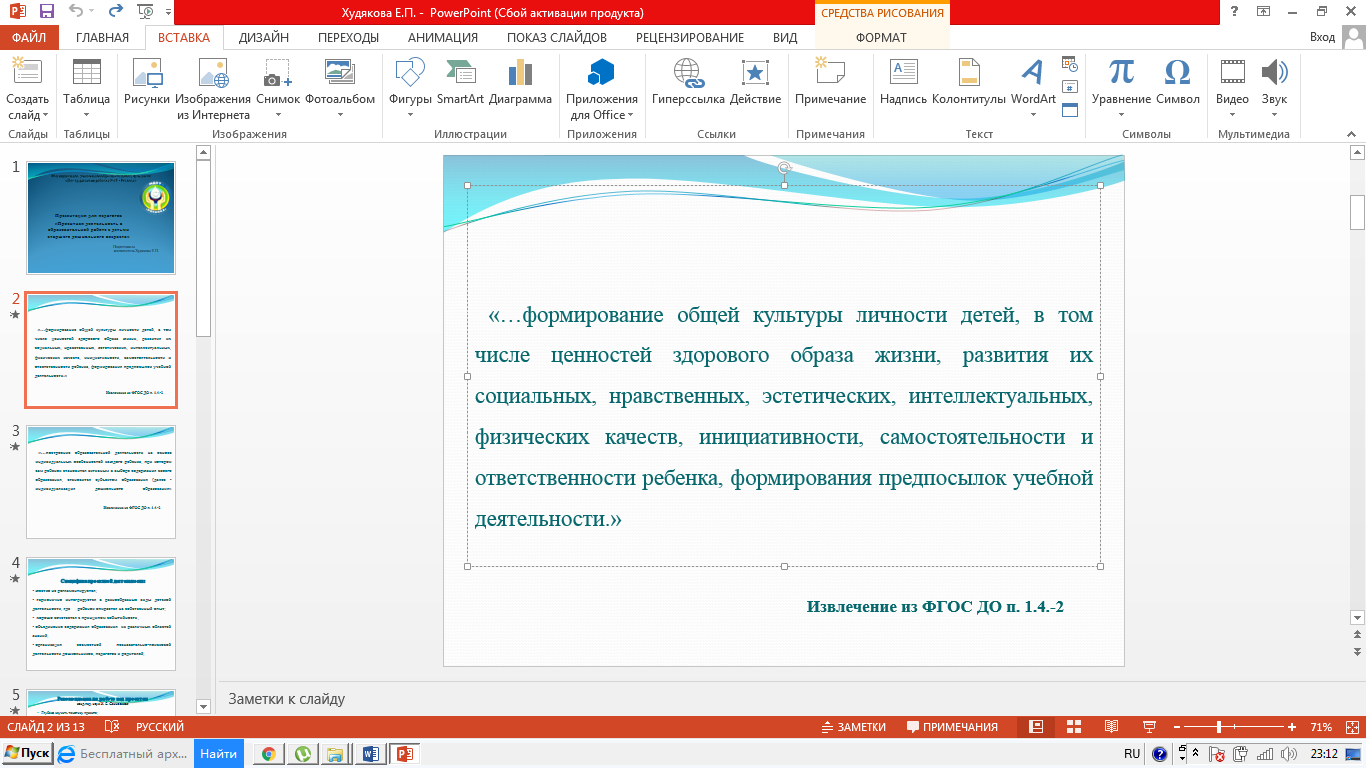 Худякова Е.П. - PowerPoint (Сбой активации продукта)
СРЕДСТВА РИСОВАНИЯ
ФАЙЛ ГЛАВНАЯ ВСТАВКА ДИЗАЙН ПЕРЕХОДЫ АНИМАЦИЯ ПОКАЗ СЛАЙДОВ РЕЦЕНЗИРОВАНИЕ ВИД ФОРМАТ Вход
Создать слайд Таблица Рисунки Изображения из Интернета Снимок Фотоальбом Фигуры SmartArt Диаграмма Приложения для Office Гиперссылка Действие Примечание Надпись Колонтитулы WordArt Уравнение Символ Видео Звук
Слайды Таблицы Изображения Иллюстрации Приложения Ссылки Примечания Текст Символы Мультимедиа
1
2
3
4
5
«…формирование общей культуры личности детей, в том
числе ценностей здорового образа жизни, развития их
социальных, нравственных, эстетических, интеллектуальных,
физических качеств, инициативности, самостоятельности и
ответственности ребенка, формирования предпосылок учебной
деятельности.»
Извлечение из ФГОС ДО п. 1.4.-2
Заметки к слайду
СЛАЙД 2 ИЗ 13 РУССКИЙ ЗАМЕТКИ ПРИМЕЧАНИЯ 71%
Пуск Бесплатный арх... Найти RU 23:12